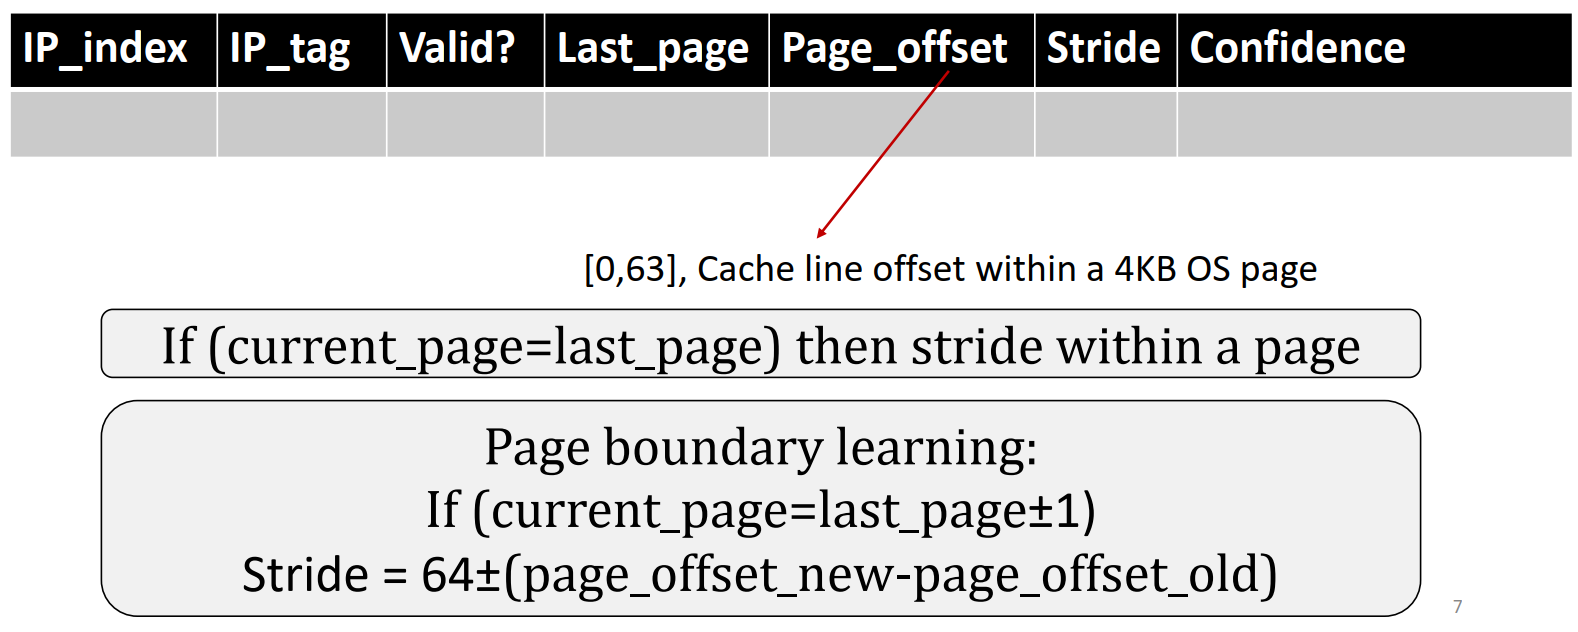 IP_index IP_tag Valid? Last_page Page_offset Stride Confidence
[0,63], Cache line offset within a 4KB OS page
If (current_page=last_page) then stride within a page
Page boundary learning:
If (current_page=last_page±1)
Stride = 64±(page_offset_new-page_offset_old)
7